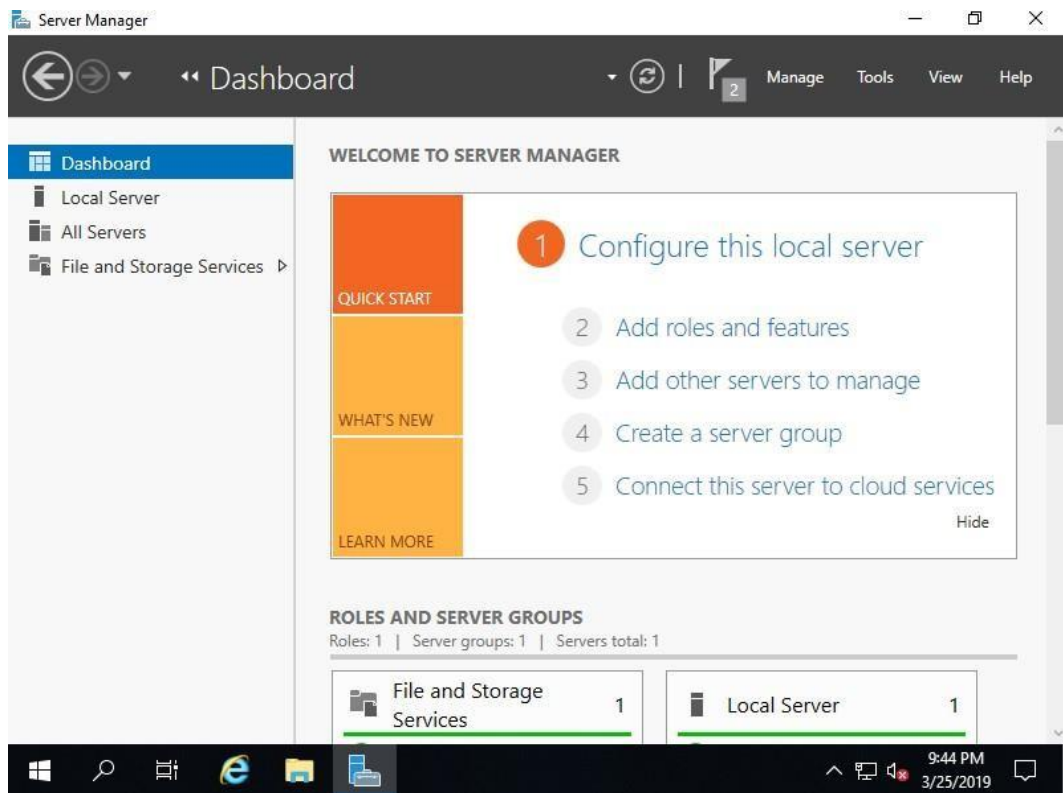 Server Manager
Dashboard
2
Manage Tools View Help
Dashboard
Local Server
All Servers
File and Storage Services
WELCOME TO SERVER MANAGER
QUICK START
WHAT'S NEW
LEARN MORE
1 Configure this local server
2 Add roles and features
3 Add other servers to manage
4 Create a server group
5 Connect this server to cloud services
Hide
ROLES AND SERVER GROUPS
Roles: 1 | Server groups: 1 | Servers total: 1
File and Storage
Services
1
Local Server 1
9:44 PM
3/25/2019